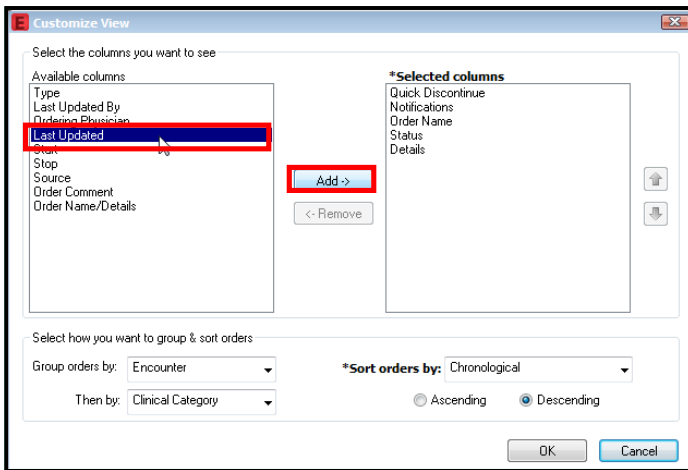 E Customize View
Select the columns you want to see
Available columns
Type
Last Updated By
Ordering Physician
Last Updated
Start
Stop
Source
Order Comment
Order Name/Details
Add ->
<- Remove
*Selected columns
Quick Discontinue
Notifications
Order Name
Status
Details
Select how you want to group & sort orders
Group orders by: Encounter
*Sort orders by: Chronological
Then by: Clinical Category
Ascending Descending
OK Cancel